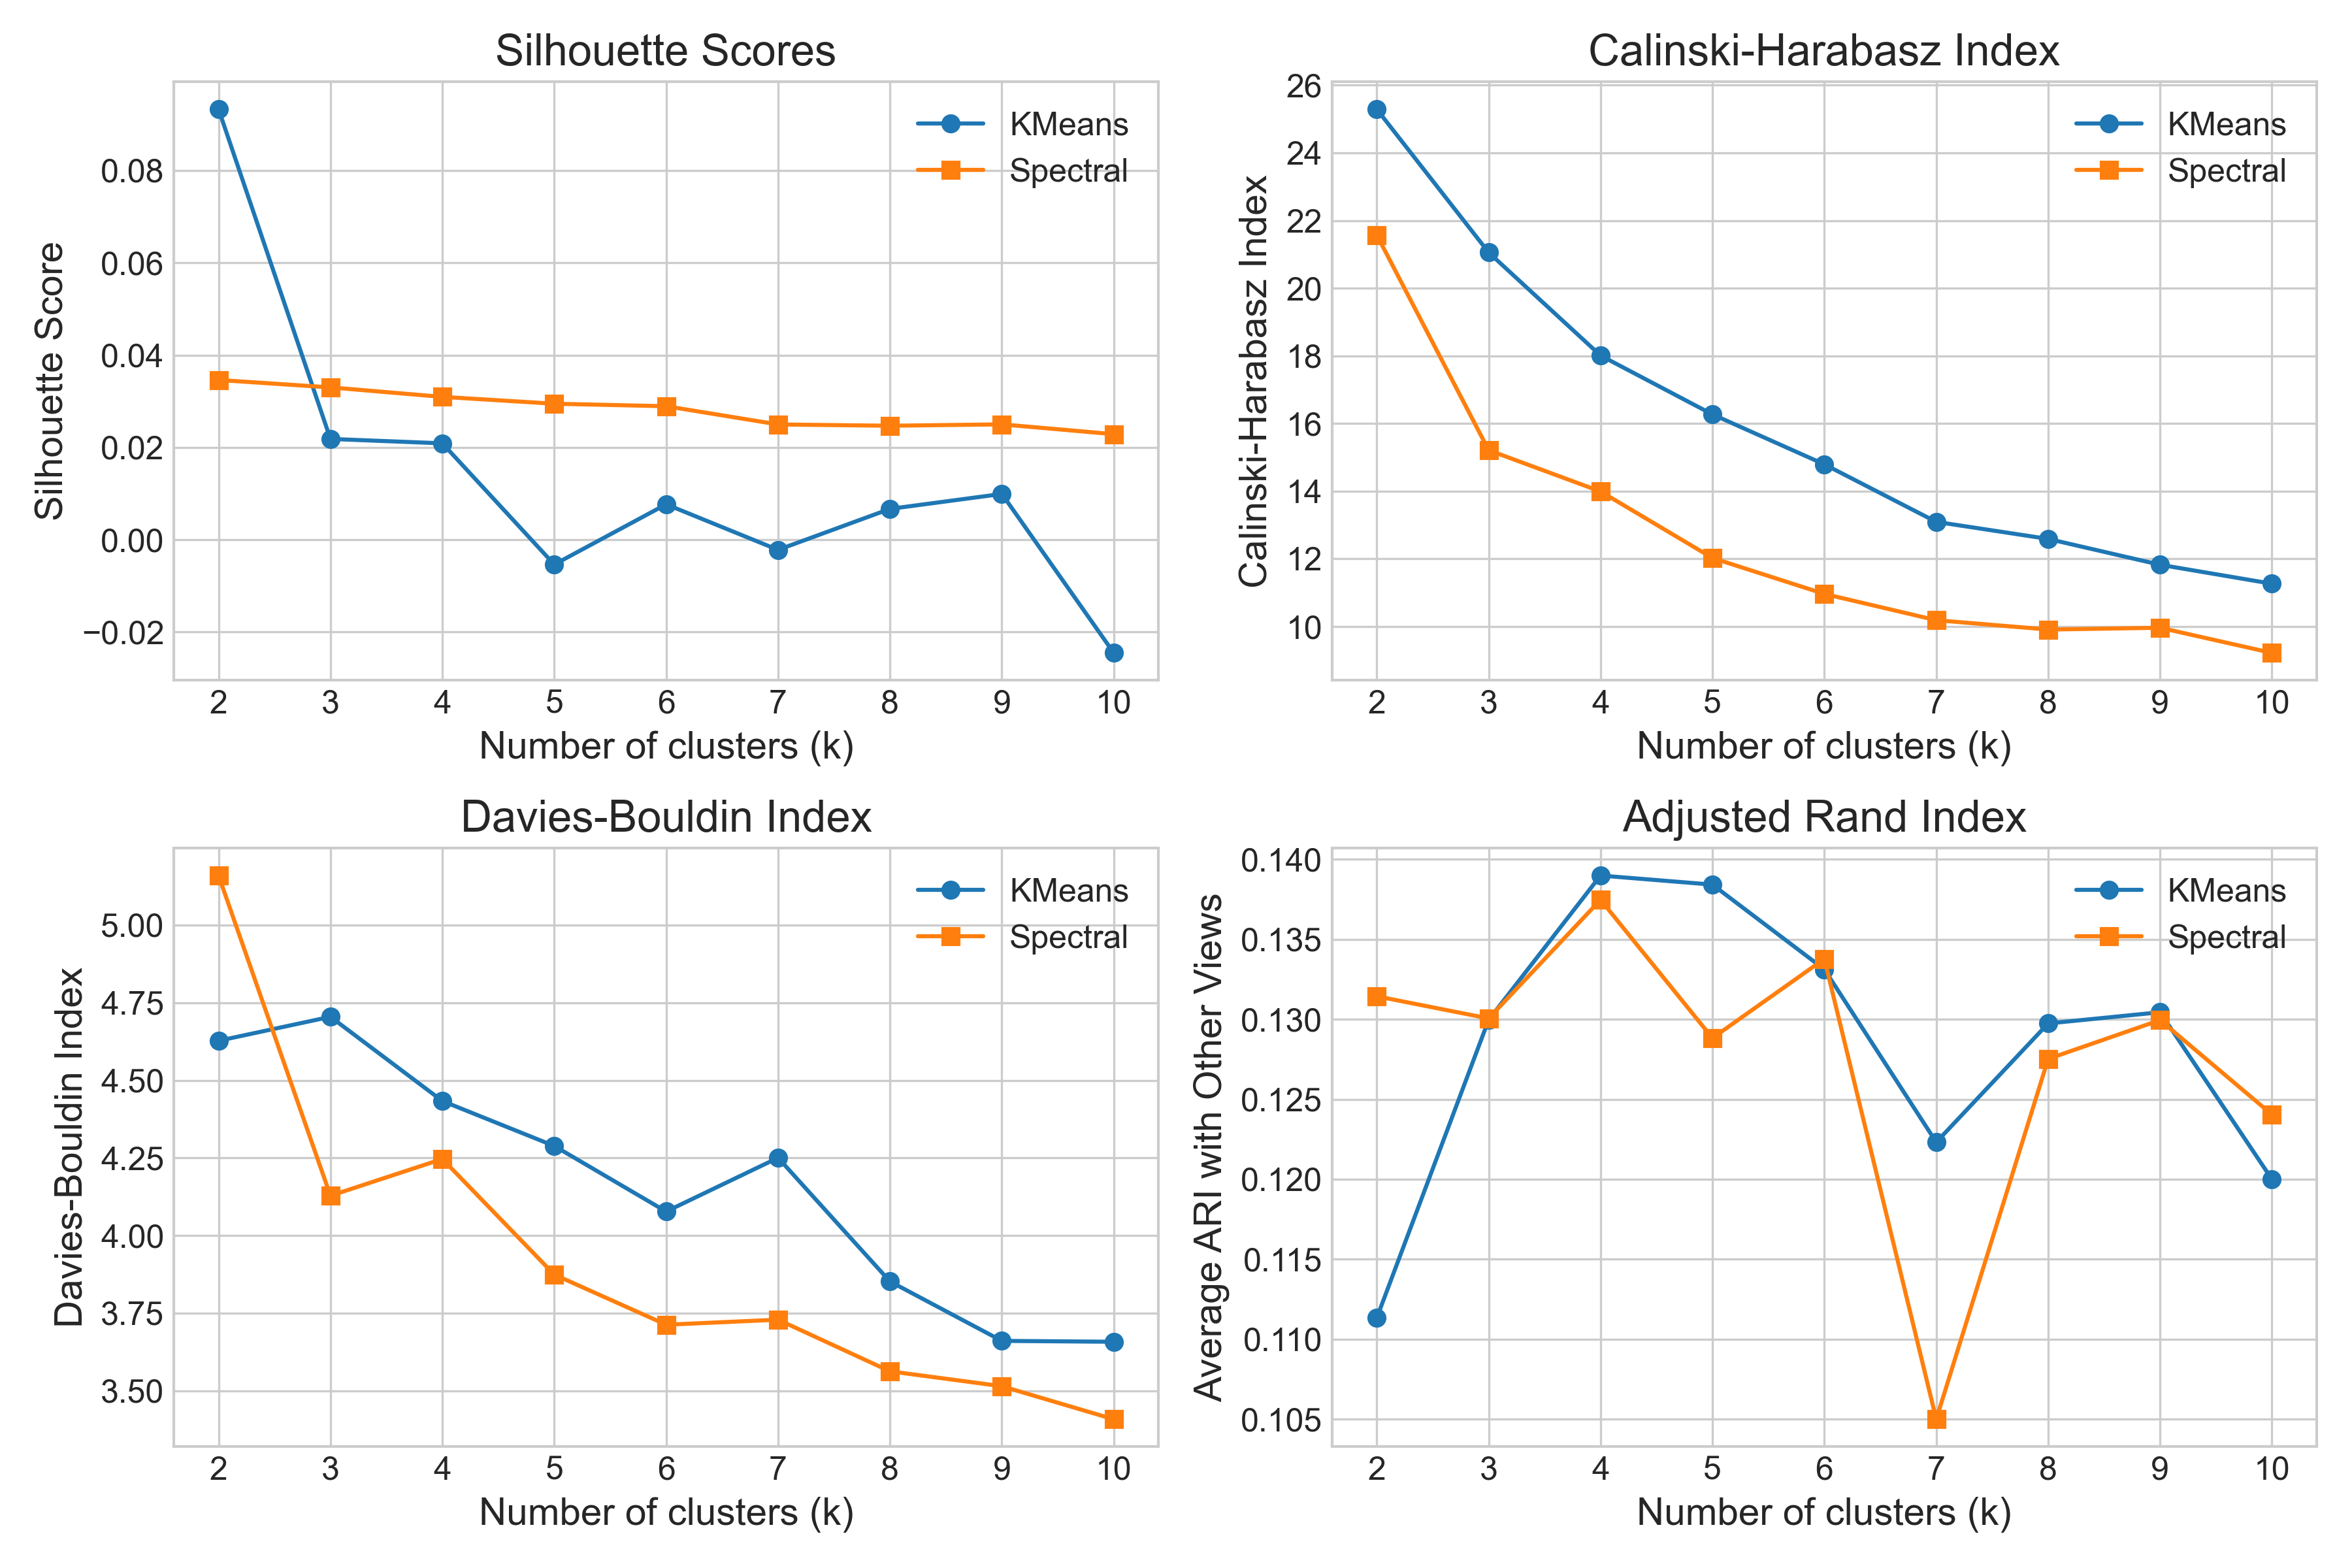 Silhouette Scores
Silhouette Score
0.08
0.06
0.04
0.02
0.00
−0.02
KMeans
Spectral
2 3 4 5 6 7 8 9 10
Number of clusters (k)
Calinski-Harabasz Index
Calinski-Harabasz Index
26
24
22
20
18
16
14
12
10
KMeans
Spectral
2 3 4 5 6 7 8 9 10
Number of clusters (k)
Davies-Bouldin Index
Davies-Bouldin Index
5.00
4.75
4.50
4.25
4.00
3.75
3.50
KMeans
Spectral
2 3 4 5 6 7 8 9 10
Number of clusters (k)
Adjusted Rand Index
Average ARI with Other Views
0.140
0.135
0.130
0.125
0.120
0.115
0.110
0.105
KMeans
Spectral
2 3 4 5 6 7 8 9 10
Number of clusters (k)